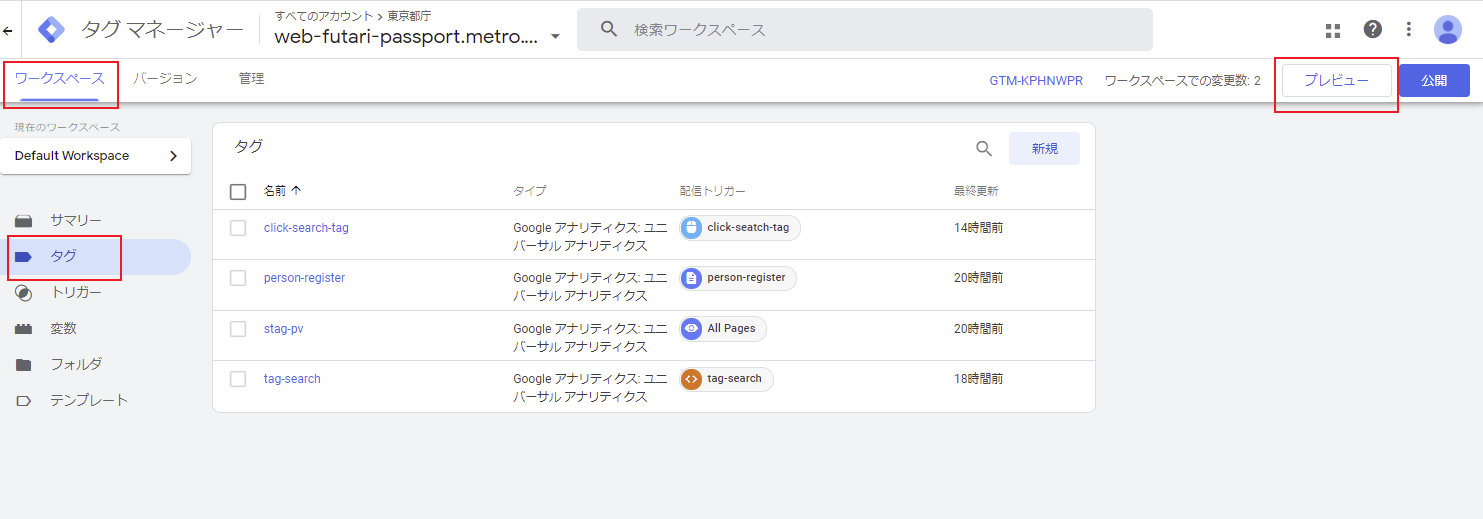 すべてのアカウント > 東京都庁
タグ マネージャー
web-futari-passport.metro....
検索ワークスペース
ワークスペース バージョン 管理
GTM-KPHNWPR ワークスペースでの変更数: 2 プレビュー 公開
現在のワークスペース
Default Workspace
サマリー
タグ
トリガー
変数
フォルダ
テンプレート
タグ 新規
名前 タイプ 配信トリガー 最終更新
click-search-tag Google アナリティクス: ユニ click-seatch-tag 14時間前
バーサル アナリティクス
person-register Google アナリティクス: ユニ person-register 20時間前
バーサル アナリティクス
stag-pv Google アナリティクス: ユニ All Pages 20時間前
バーサル アナリティクス
tag-search Google アナリティクス: ユニ tag-search 18時間前
バーサル アナリティクス